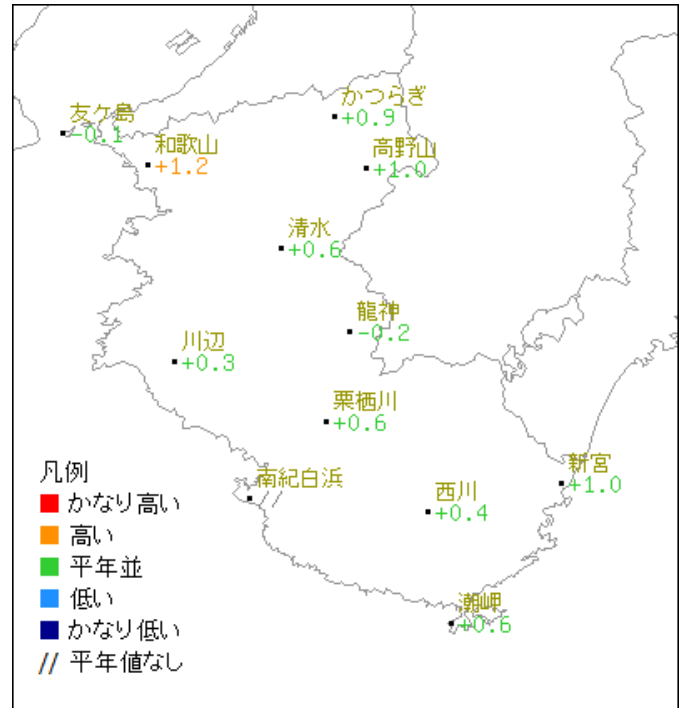 かつらぎ
+0.9
友ケ島
-0.1
和歌山
+1.2
高野山
+1.0
清水
+0.6
龍神
-0.2
川辺
+0.3
栗栖川
+0.6
新宮
+1.0
南紀白浜
//
西川
+0.4
潮岬
+0.6
凡例
かなり高い
高い
平年並
低い
かなり低い
// 平年値なし